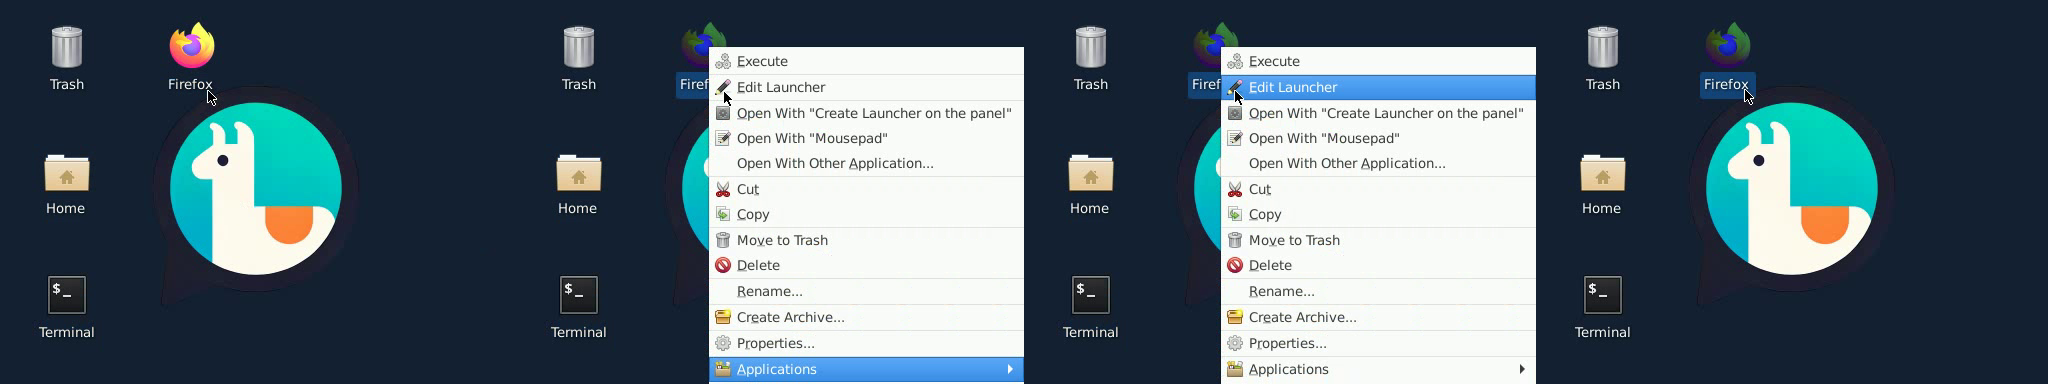 Trash
Firefox
Home
$_
Terminal
Trash
Firef
Home
$_
Terminal
Execute
Edit Launcher
Open With "Create Launcher on the panel"
Open With "Mousepad"
Open With Other Application...
Cut
Copy
Move to Trash
Delete
Rename...
Create Archive...
Properties...
Applications
Trash
Firef
Home
$_
Terminal
Execute
Edit Launcher
Open With "Create Launcher on the panel"
Open With "Mousepad"
Open With Other Application...
Cut
Copy
Move to Trash
Delete
Rename...
Create Archive...
Properties...
Applications
Trash
Firefox
Home
$_
Terminal